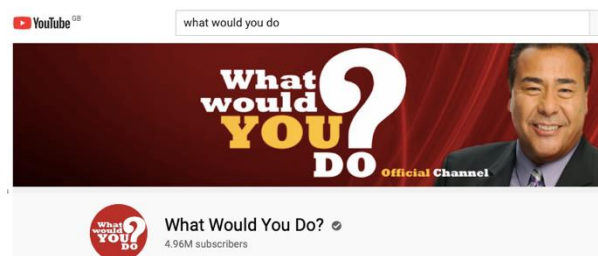 YouTube GB
what would you do
What
would
YOU
DO ?
Official Channel
What
would
YOU
DO ?
What Would You Do?
4.96M subscribers